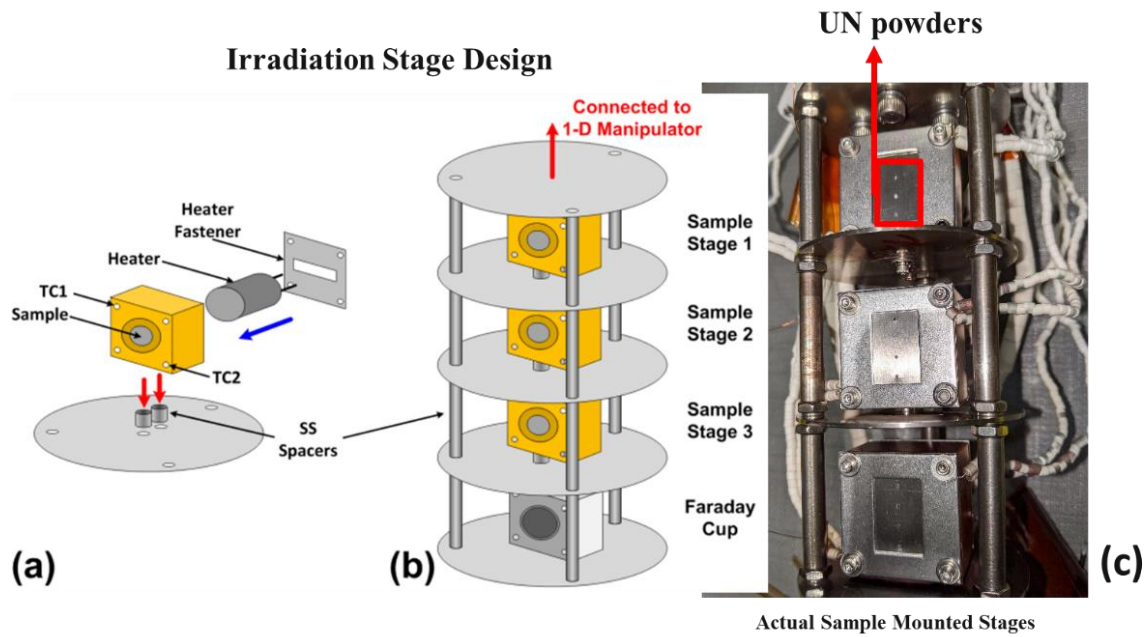 UN powders
Irradiation Stage Design
Connected to
1-D Manipulator
Heater
Fastener
Heater
TC1
Sample
TC2
SS
Spacers
Sample
Stage 1
Sample
Stage 2
Sample
Stage 3
Faraday
Cup
(a)
(b)
(c)
Actual Sample Mounted Stages